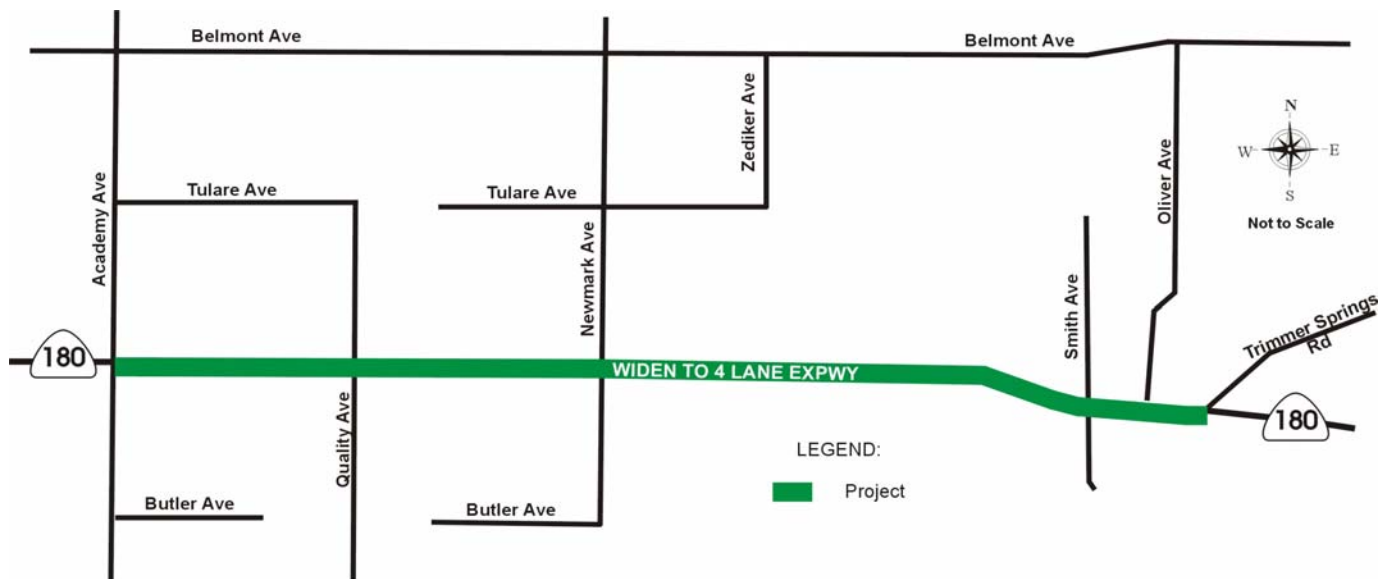 Belmont Ave
Belmont Ave
Zediker Ave
Oliver Ave
N
W
E
S
Not to Scale
Academy Ave
Tulare Ave
Tulare Ave
Newmark Ave
Smith Ave
Trimmer Springs
Rd
180
WIDEN TO 4 LANE EXPWY
180
Quality Ave
LEGEND:
Project
Butler Ave
Butler Ave